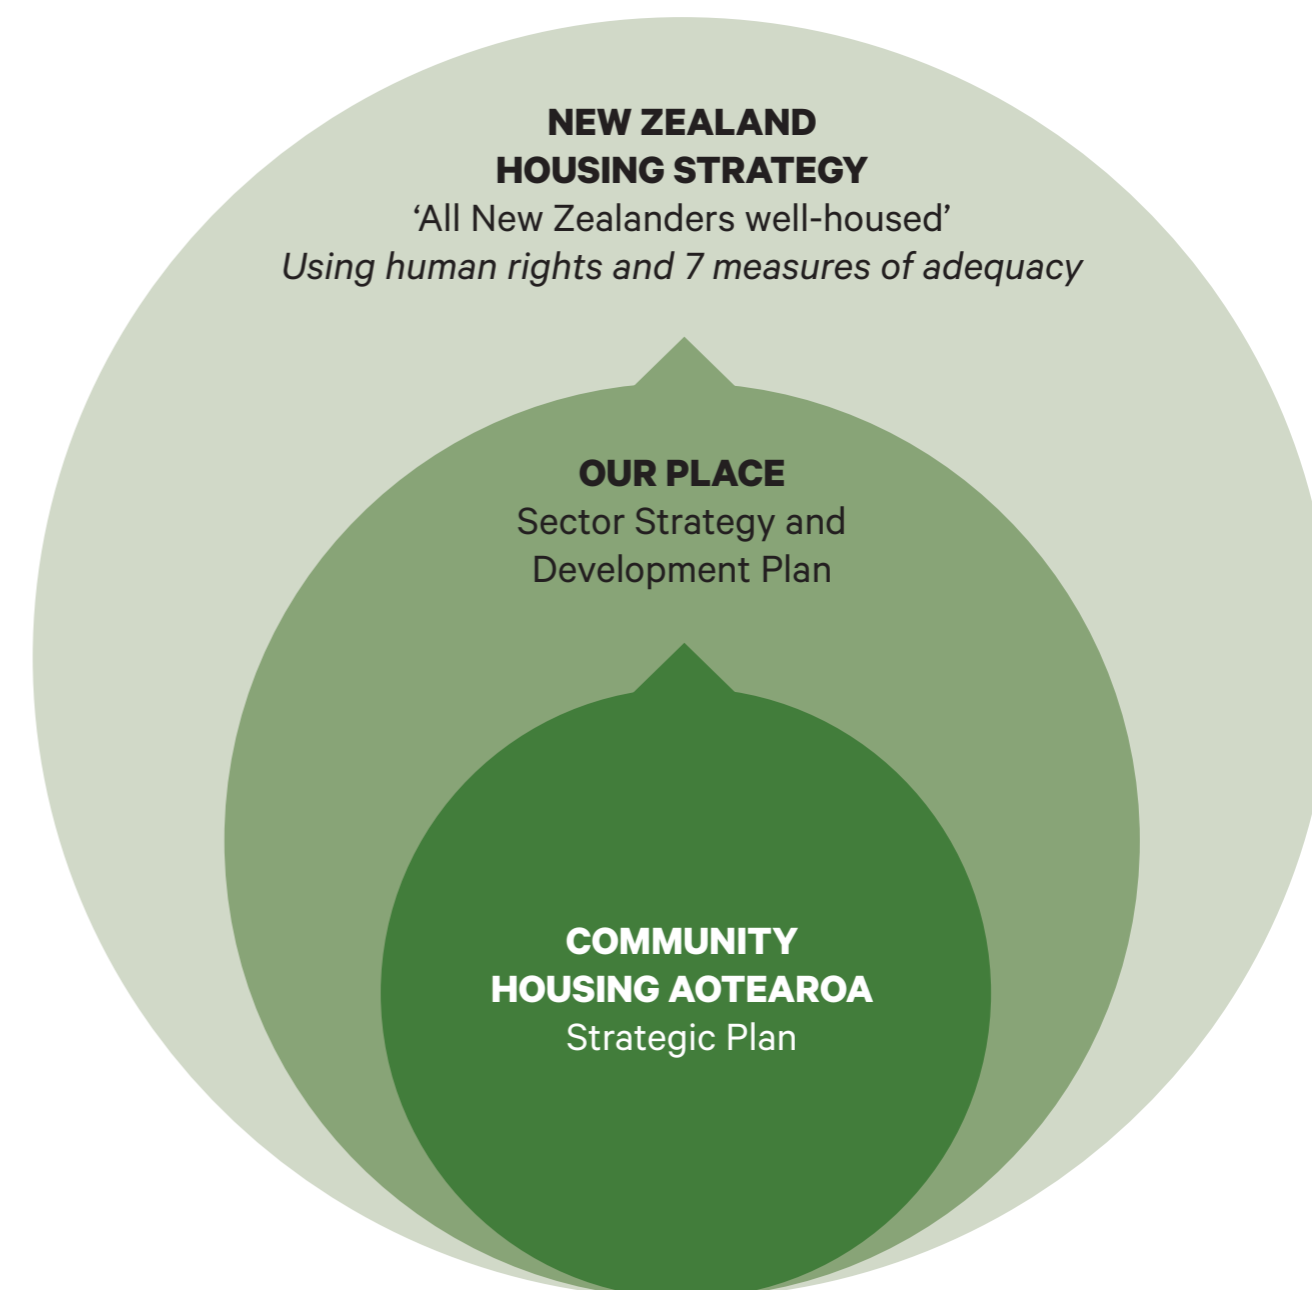 NEW ZEALAND
HOUSING STRATEGY
‘All New Zealanders well-housed’
Using human rights and 7 measures of adequacy
OUR PLACE
Sector Strategy and
Development Plan
COMMUNITY
HOUSING AOTEAROA
Strategic Plan